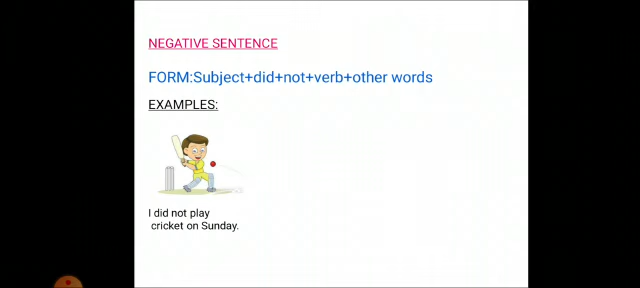 NEGATIVE SENTENCE
FORM:Subject+did+not+verb+other words
EXAMPLES:
I did not play
cricket on Sunday.